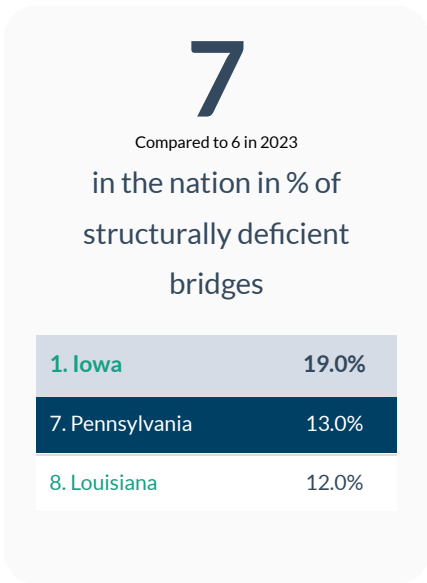 7
Compared to 6 in 2023
in the nation in % of
structurally deficient
bridges
1. Iowa 19.0%
7. Pennsylvania 13.0%
8. Louisiana 12.0%